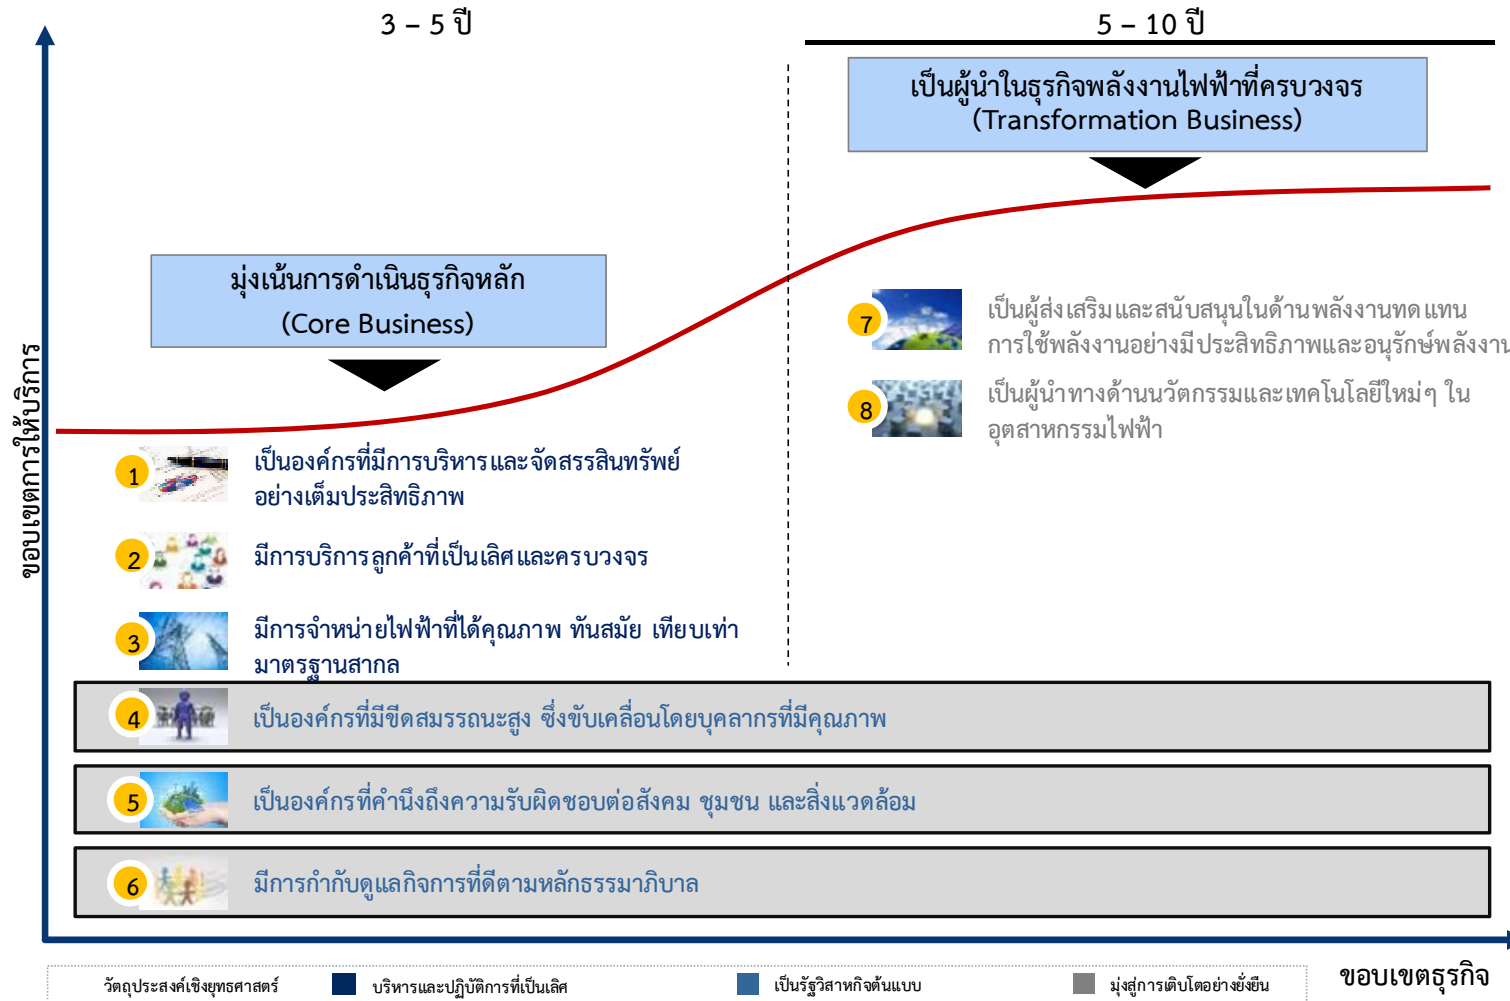 3 – 5 ปี
5 – 10 ปี
เป็นผู้นำในธุรกิจพลังงานไฟฟ้าที่ครบวงจร
(Transformation Business)
มุ่งเน้นการดำเนินธุรกิจหลัก
(Core Business)
7
เป็นผู้ส่งเสริมและสนับสนุนในด้านพลังงานทดแทน
การใช้พลังงานอย่างมีประสิทธิภาพและอนุรักษ์พลังงาน
8
เป็นผู้นำทางด้านนวัตกรรมและเทคโนโลยีใหม่ๆ ใน
อุตสาหกรรมไฟฟ้า
ขอบเขตการให้บริการ
1
เป็นองค์กรที่มีการบริหารและจัดสรรสินทรัพย์
อย่างเต็มประสิทธิภาพ
2
มีการบริการลูกค้าที่เป็นเลิศและครบวงจร
3
มีการจำหน่ายไฟฟ้าที่ได้คุณภาพ ทันสมัย เทียบเท่า
มาตรฐานสากล
4
เป็นองค์กรที่มีขีดสมรรถนะสูง ซึ่งขับเคลื่อนโดยบุคลากรที่มีคุณภาพ
5
เป็นองค์กรที่คำนึงถึงความรับผิดชอบต่อสังคม ชุมชน และสิ่งแวดล้อม
6
มีการกำกับดูแลกิจการที่ดีตามหลักธรรมาภิบาล
วัตถุประสงค์เชิงยุทธศาสตร์
บริหารและปฏิบัติการที่เป็นเลิศ
เป็นรัฐวิสาหกิจต้นแบบ
มุ่งสู่การเติบโตอย่างยั่งยืน
ขอบเขตธุรกิจ